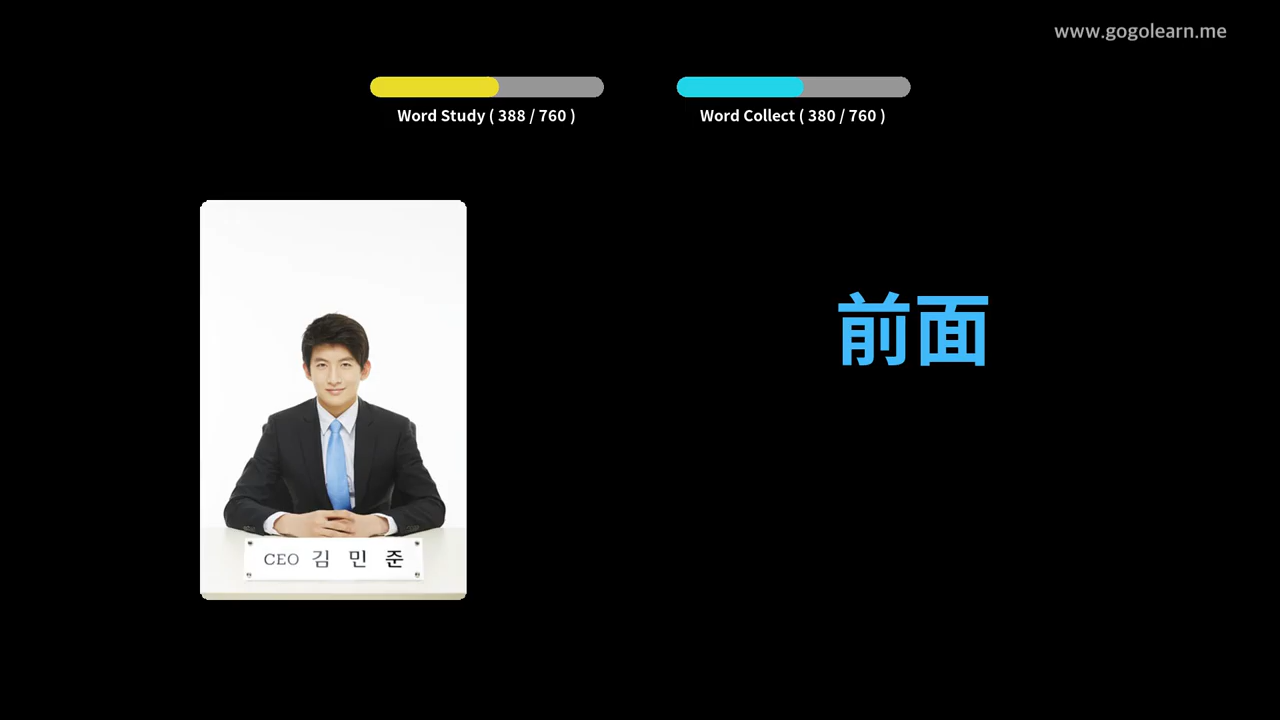 www.gogolearn.me
Word Study ( 388 / 760 )
Word Collect ( 380 / 760 )
前面
CEO 김 민 준